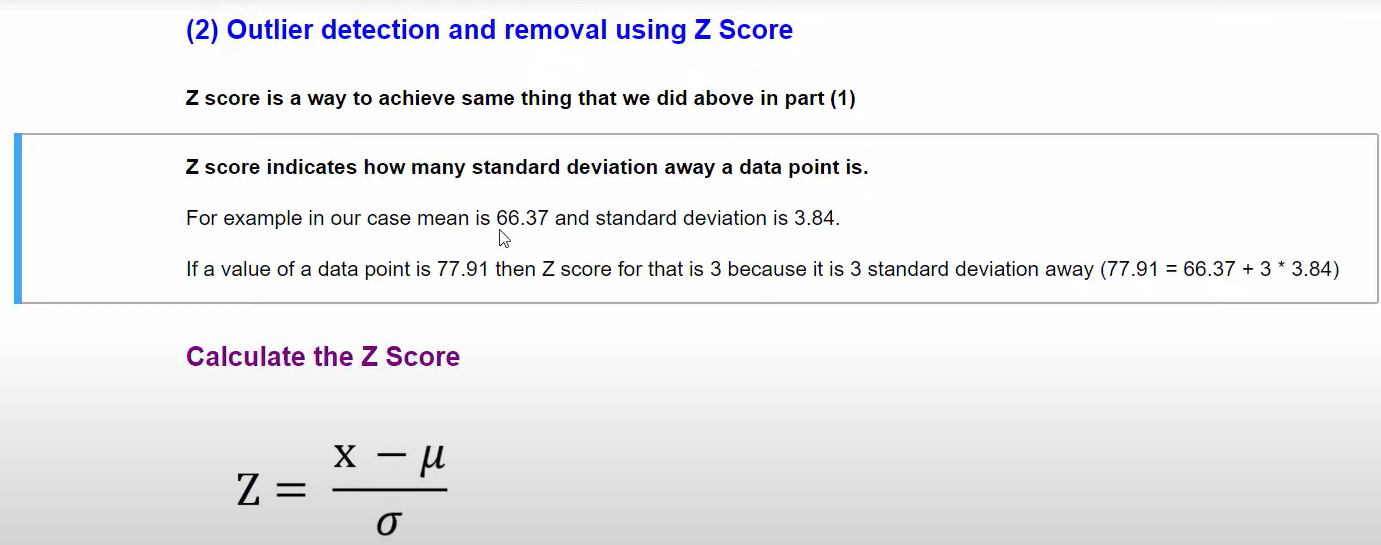 (2) Outlier detection and removal using Z Score
Z score is a way to achieve same thing that we did above in part (1)
Z score indicates how many standard deviation away a data point is.
For example in our case mean is 66.37 and standard deviation is 3.84.
If a value of a data point is 77.91 then Z score for that is 3 because it is 3 standard deviation away (77.91 = 66.37 + 3 * 3.84)
Calculate the Z Score
x − μ
Z =
σ